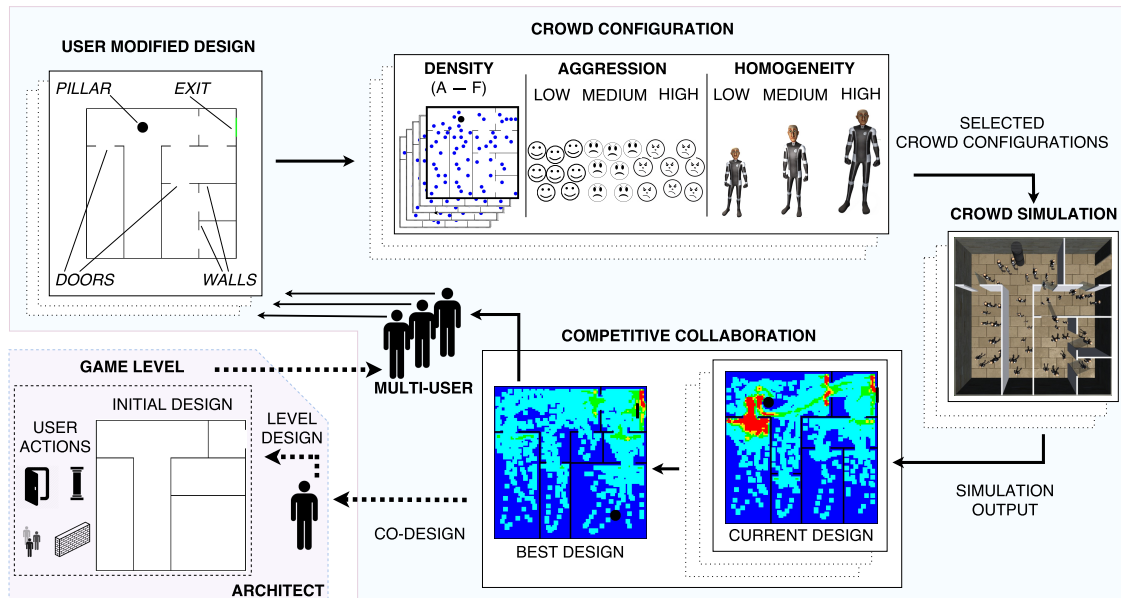 USER MODIFIED DESIGN
PILLAR
EXIT
DOORS
WALLS
CROWD CONFIGURATION
DENSITY
(A — F)
AGGRESSION
LOW MEDIUM HIGH
HOMOGENEITY
LOW MEDIUM HIGH
SELECTED
CROWD CONFIGURATIONS
CROWD SIMULATION
SIMULATION
OUTPUT
COMPETITIVE COLLABORATION
CURRENT DESIGN
BEST DESIGN
MULTI-USER
CO-DESIGN
GAME LEVEL
INITIAL DESIGN
USER
ACTIONS
LEVEL
DESIGN
ARCHITECT